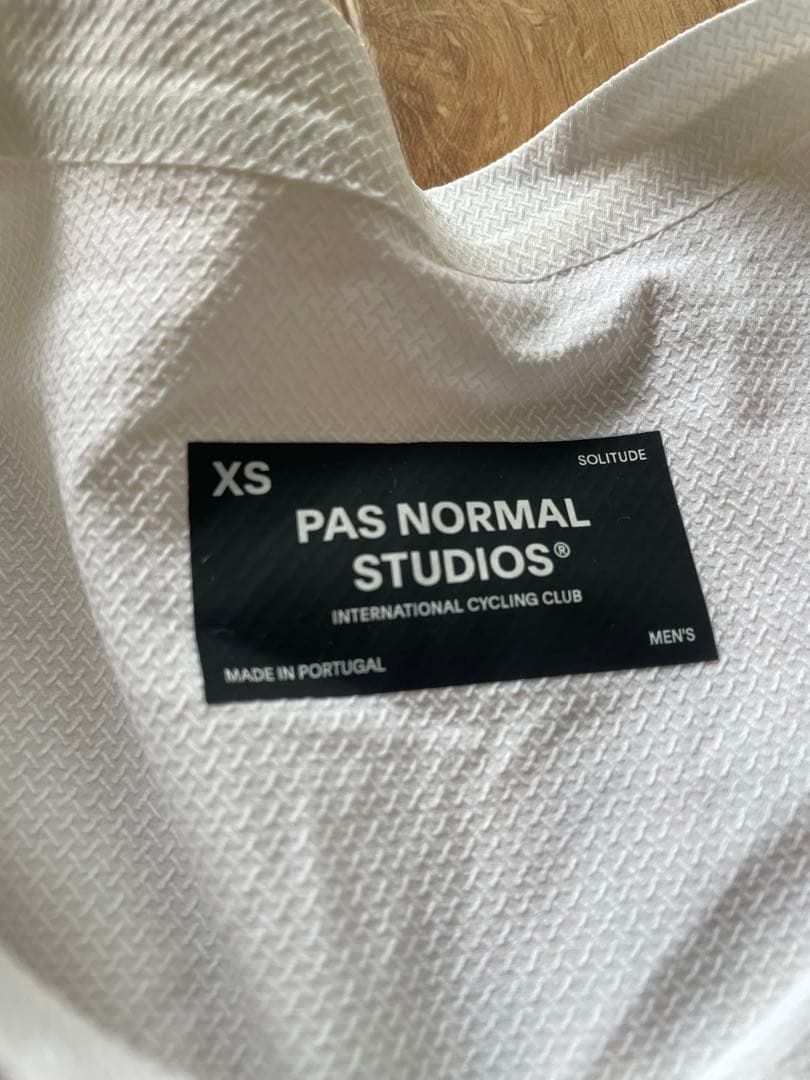 XS
SOLITUDE
PAS NORMAL
STUDIOS®
INTERNATIONAL CYCLING CLUB
MEN'S
MADE IN PORTUGAL